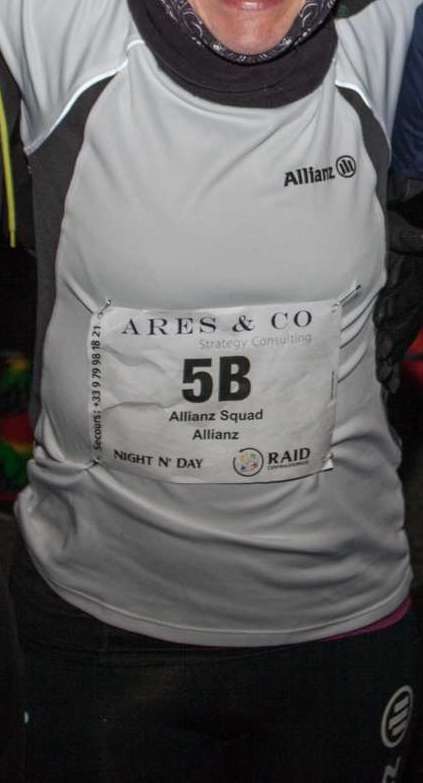 Allianz
ARES & CO
Strategy Consulting
5B
Allianz Squad
Allianz
NIGHT N' DAY
RAID
CENTRALESUPELEC
Secours: +33 9 79 98 18 21
Z